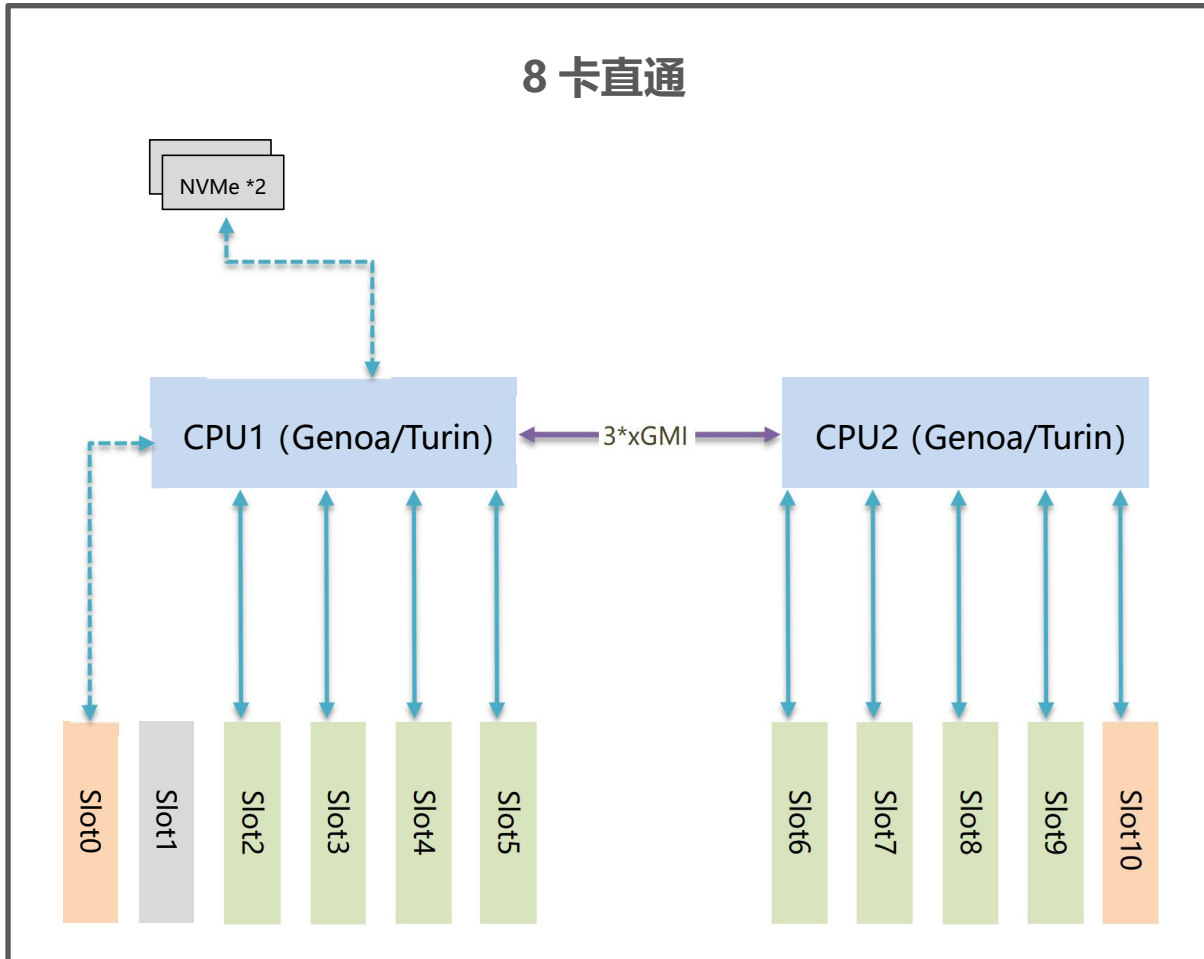 8 卡直通
NVMe *2
CPU1 (Genoa/Turin)
3*xGMI
CPU2 (Genoa/Turin)
Slot0
Slot1
Slot2
Slot3
Slot4
Slot5
Slot6
Slot7
Slot8
Slot9
Slot10